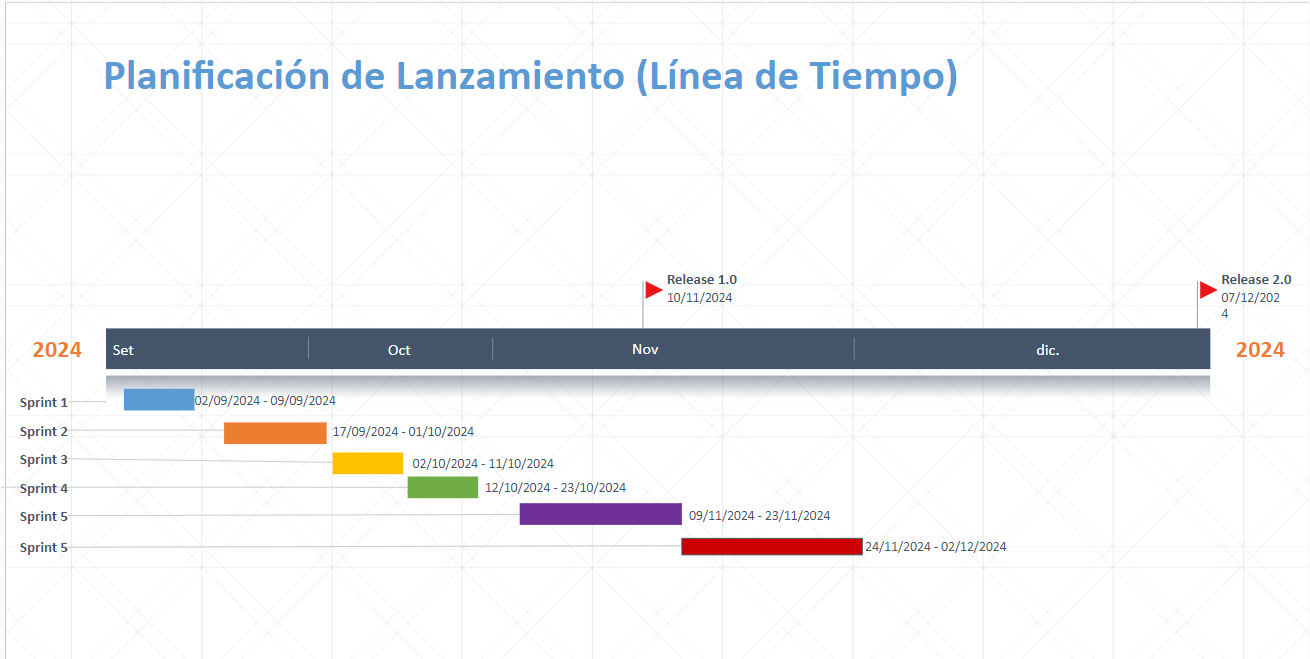 Planificación de Lanzamiento (Línea de Tiempo)
Release 1.0
10/11/2024
Release 2.0
07/12/202
4
2024
Set
Oct
Nov
dic.
2024
Sprint 1
02/09/2024 - 09/09/2024
Sprint 2
17/09/2024 - 01/10/2024
Sprint 3
02/10/2024 - 11/10/2024
Sprint 4
12/10/2024 - 23/10/2024
Sprint 5
09/11/2024 - 23/11/2024
Sprint 5
24/11/2024 - 02/12/2024